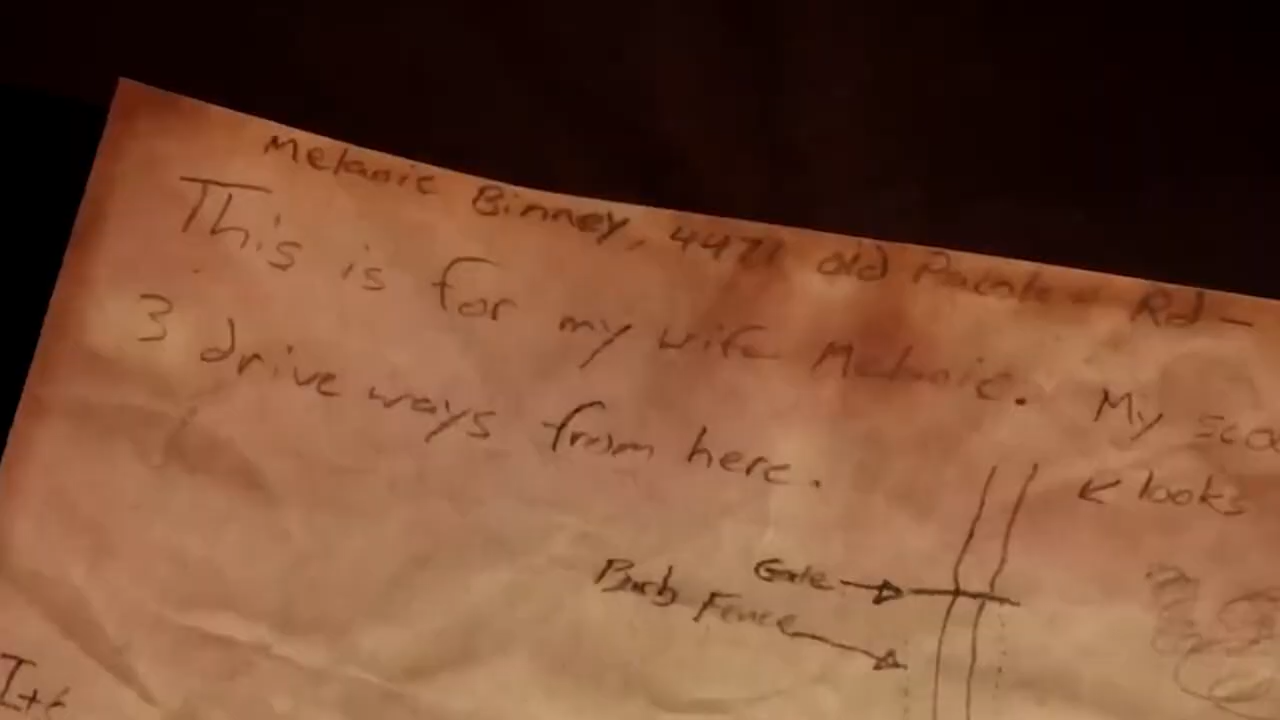 Melanie Binney, 4471 old Pacolet Rd -
This is for my wife Melanie. My sco
3 drive ways from here.
← looks
Gate
Barb Fence